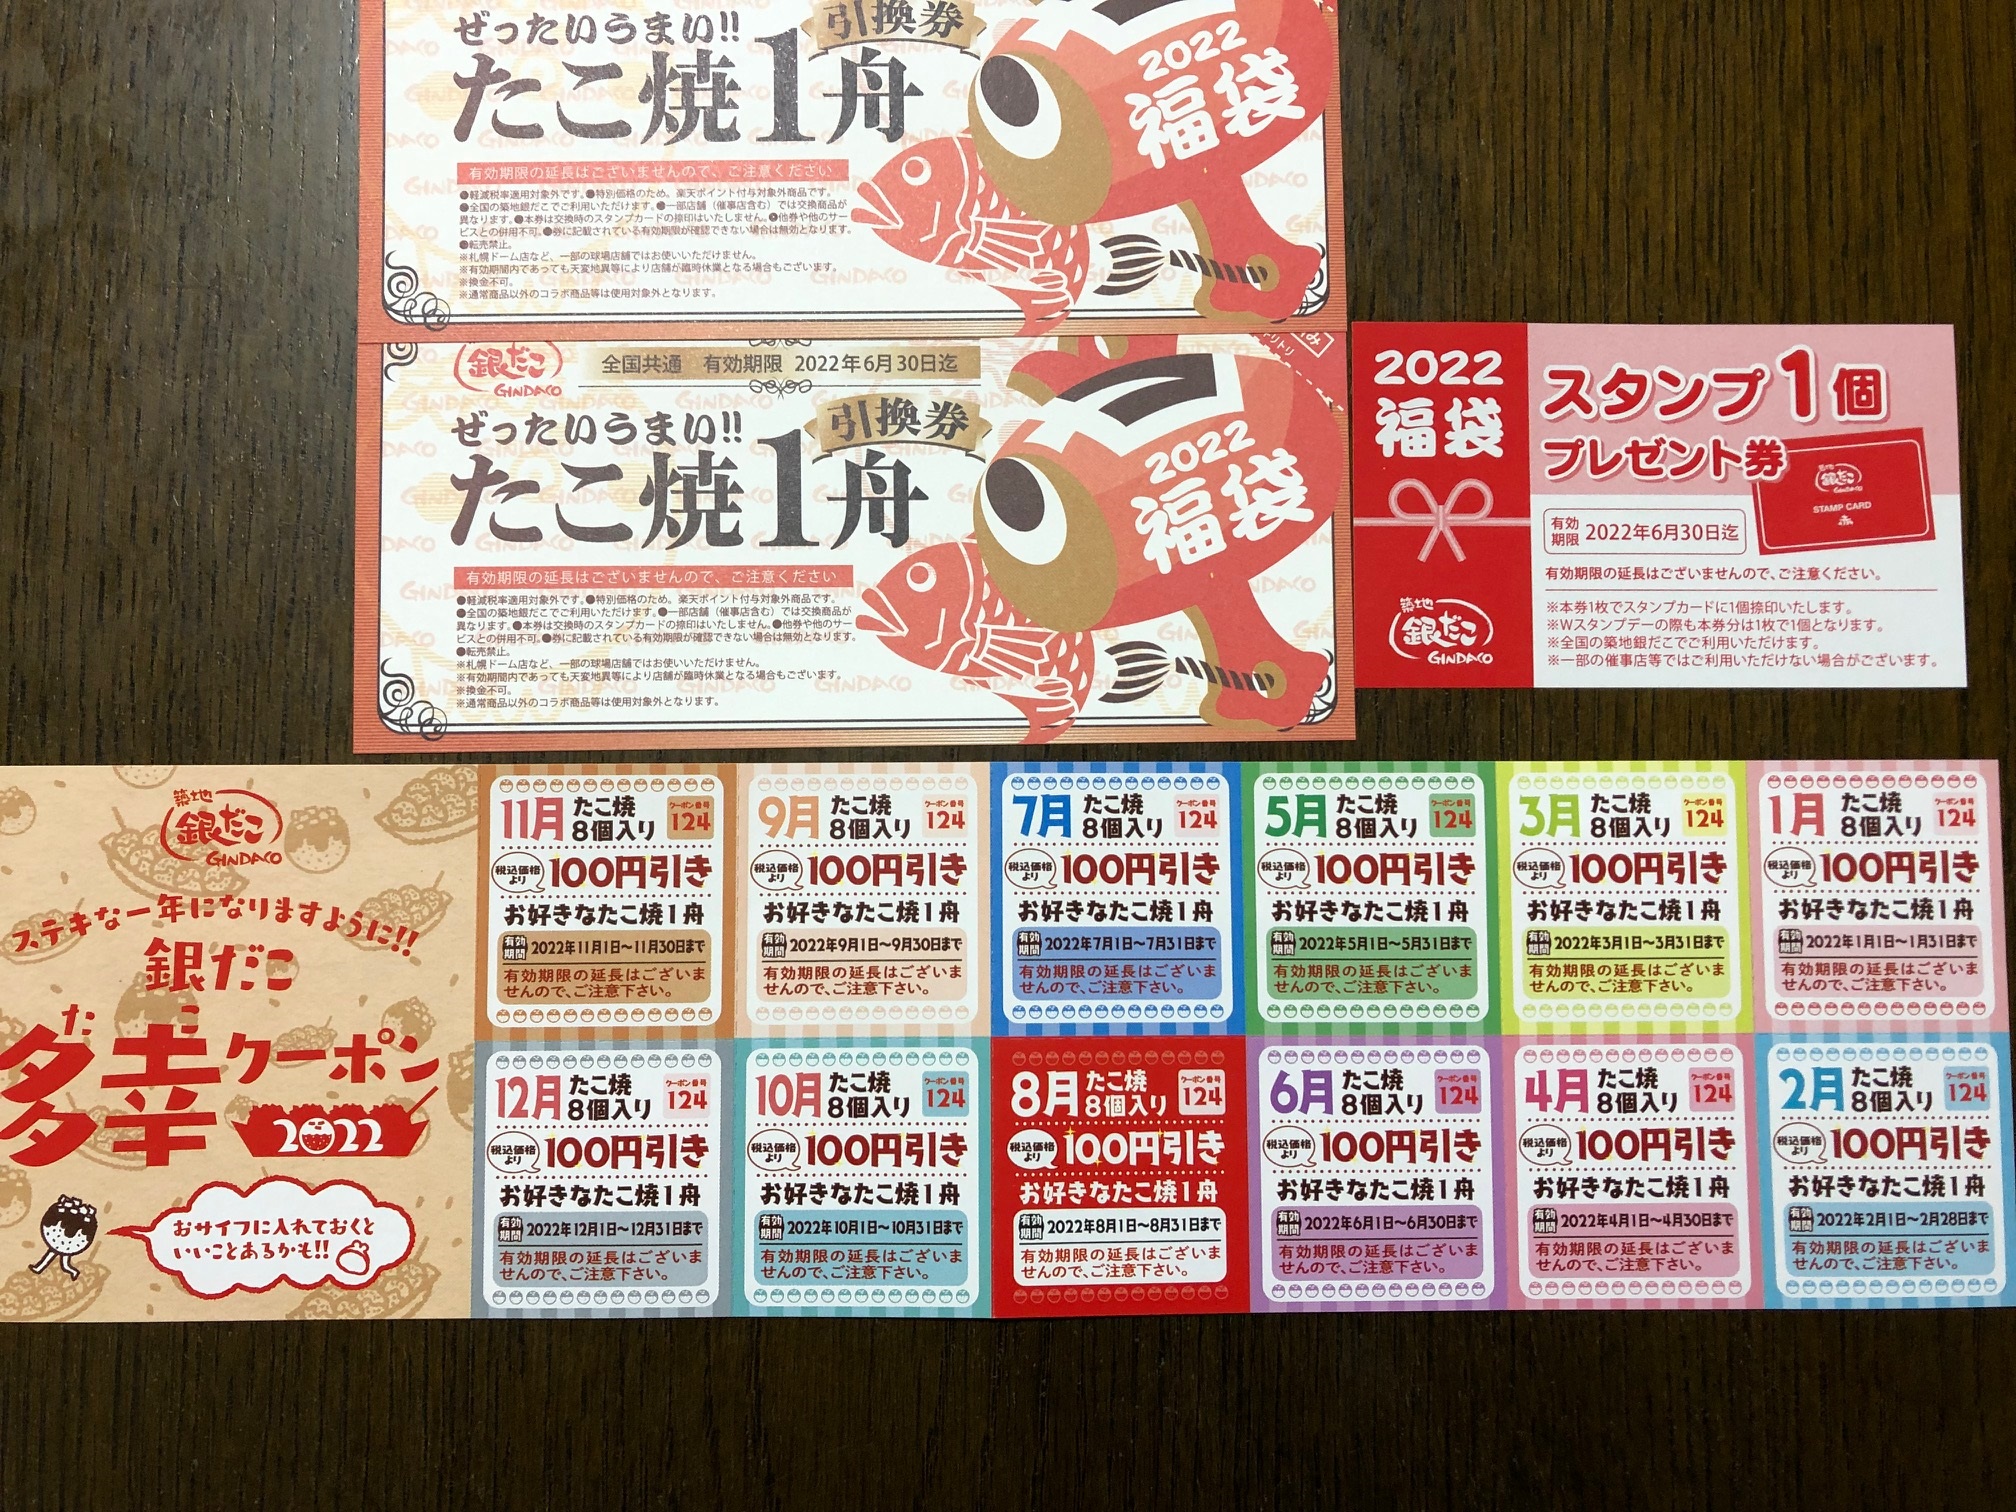 ぜったいうまい!!
引換券
たこ焼1舟
2022
福袋
有効期限の延長はございませんので、ご注意ください
●軽減税率適用対象外です。●特別価格のため。楽天ポイント付与対象外商品です。
●全国の築地銀だこでご利用いただけます。●一部店舗（催事店含む）では交換商品が
異なります。●本券は交換時のスタンプカードの捺印はいたしません。●他券や他のサー
ビスとの併用不可。●券に記載されている有効期限が確認できない場合は無効となります。
●転売禁止。
※札幌ドーム店など、一部の球場店舗ではお使いいただけません。
※有効期間内であっても天変地異等により店舗が臨時休業となる場合もございます。
※換金不可。
※通常商品以外のコラボ商品等は使用対象外となります。
銀だこ
GINDACO
全国共通 有効期限 2022年6月30日迄
ぜったいうまい!!
引換券
たこ焼1舟
2022
福袋
有効期限の延長はございませんので、ご注意ください
●軽減税率適用対象外です。●特別価格のため。楽天ポイント付与対象外商品です。
●全国の築地銀だこでご利用いただけます。●一部店舗（催事店含む）では交換商品が
異なります。●本券は交換時のスタンプカードの捺印はいたしません。●他券や他のサー
ビスとの併用不可。●券に記載されている有効期限が確認できない場合は無効となります。
●転売禁止。
※札幌ドーム店など、一部の球場店舗ではお使いいただけません。
※有効期間内であっても天変地異等により店舗が臨時休業となる場合もございます。
※換金不可。
※通常商品以外のコラボ商品等は使用対象外となります。
2022
福袋
築地
銀だこ
GINDACO
スタンプ1個
プレゼント券
築地
銀だこ
GINDACO
STAMP CARD
有効
期限
2022年6月30日迄
有効期限の延長はございませんので、ご注意ください。
※本券1枚でスタンプカードに1個捺印いたします。
※Wスタンプデーの際も本券分は1枚で1個となります。
※全国の築地銀だこでご利用いただけます。
※一部の催事店等ではご利用いただけない場合がございます。
築地
銀だこ
GINDACO
ステキな一年になりますように!!
銀だこ
たこ
多幸クーポン
2022
おサイフに入れておくと
いいことあるかも!!
11月 たこ焼
8個入り
クーポン番号
124
税込価格
より
100円引き
お好きなたこ焼1舟
有効
期間
2022年11月1日～11月30日まで
有効期限の延長はございま
せんので、ご注意下さい。
9月 たこ焼
8個入り
クーポン番号
124
税込価格
より
100円引き
お好きなたこ焼1舟
有効
期間
2022年9月1日～9月30日まで
有効期限の延長はございま
せんので、ご注意下さい。
7月 たこ焼
8個入り
クーポン番号
124
税込価格
より
100円引き
お好きなたこ焼1舟
有効
期間
2022年7月1日～7月31日まで
有効期限の延長はございま
せんので、ご注意下さい。
5月 たこ焼
8個入り
クーポン番号
124
税込価格
より
100円引き
お好きなたこ焼1舟
有効
期間
2022年5月1日～5月31日まで
有効期限の延長はございま
せんので、ご注意下さい。
3月 たこ焼
8個入り
クーポン番号
124
税込価格
より
100円引き
お好きなたこ焼1舟
有効
期間
2022年3月1日～3月31日まで
有効期限の延長はございま
せんので、ご注意下さい。
1月 たこ焼
8個入り
クーポン番号
124
税込価格
より
100円引き
お好きなたこ焼1舟
有効
期間
2022年1月1日～1月31日まで
有効期限の延長はございま
せんので、ご注意下さい。
12月 たこ焼
8個入り
クーポン番号
124
税込価格
より
100円引き
お好きなたこ焼1舟
有効
期間
2022年12月1日～12月31日まで
有効期限の延長はございま
せんので、ご注意下さい。
10月 たこ焼
8個入り
クーポン番号
124
税込価格
より
100円引き
お好きなたこ焼1舟
有効
期間
2022年10月1日～10月31日まで
有効期限の延長はございま
せんので、ご注意下さい。
8月 たこ焼
8個入り
クーポン番号
124
税込価格
より
100円引き
お好きなたこ焼1舟
有効
期間
2022年8月1日～8月31日まで
有効期限の延長はございま
せんので、ご注意下さい。
6月 たこ焼
8個入り
クーポン番号
124
税込価格
より
100円引き
お好きなたこ焼1舟
有効
期間
2022年6月1日～6月30日まで
有効期限の延長はございま
せんので、ご注意下さい。
4月 たこ焼
8個入り
クーポン番号
124
税込価格
より
100円引き
お好きなたこ焼1舟
有効
期間
2022年4月1日～4月30日まで
有効期限の延長はございま
せんので、ご注意下さい。
2月 たこ焼
8個入り
クーポン番号
124
税込価格
より
100円引き
お好きなたこ焼1舟
有効
期間
2022年2月1日～2月28日まで
有効期限の延長はございま
せんので、ご注意下さい。